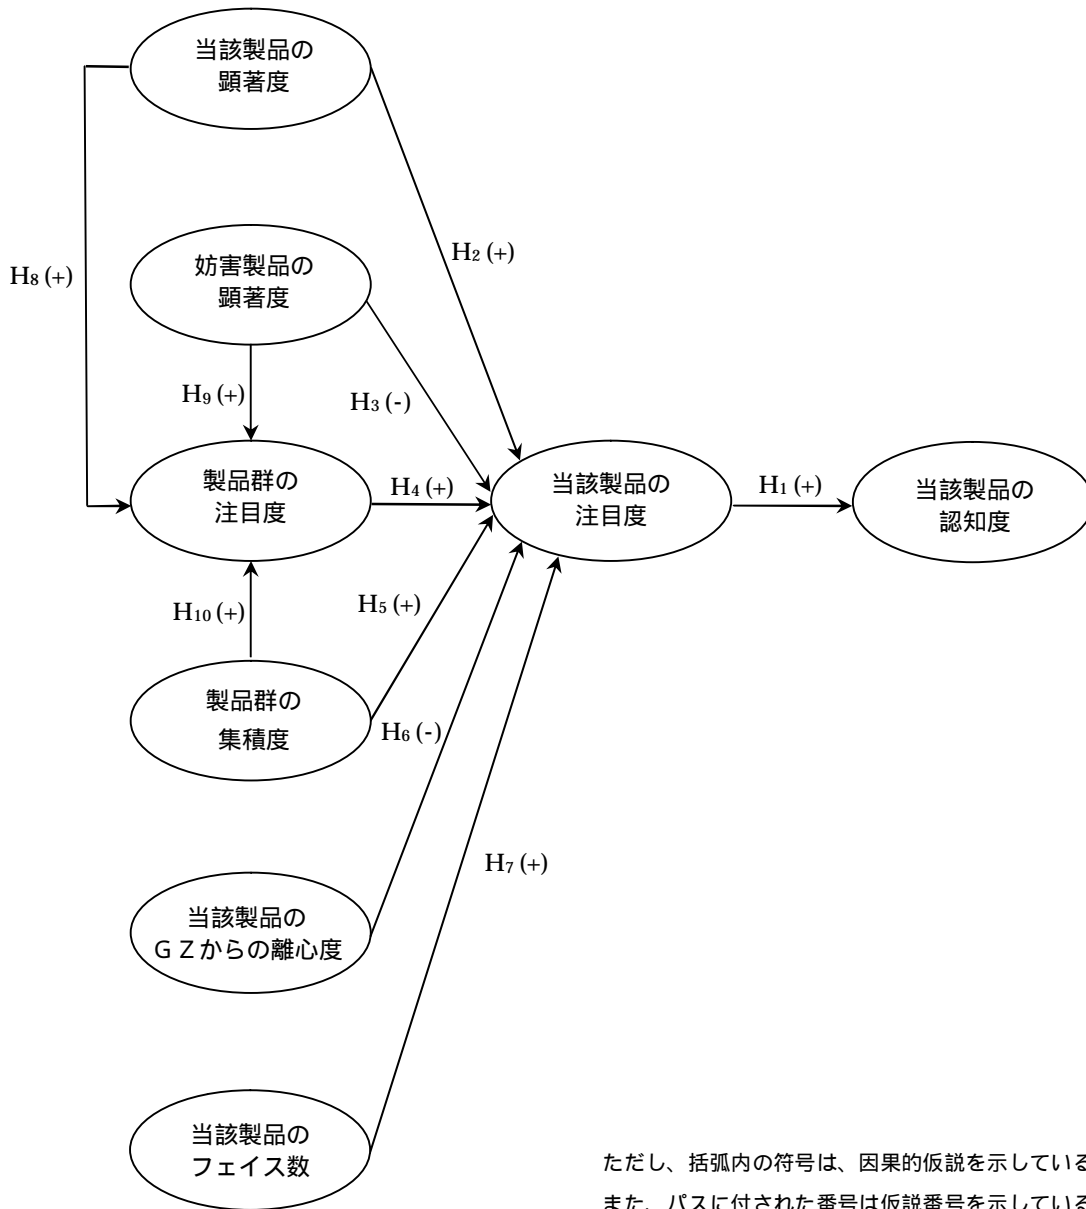 当該製品の
顕著度
H2 (+)
妨害製品の
顕著度
H8 (+)
H9 (+)
H3 (-)
製品群の
注目度
H4 (+)
当該製品の
注目度
H1 (+)
当該製品の
認知度
H10 (+)
H5 (+)
製品群の
集積度
H6 (-)
H7 (+)
当該製品の
ＧＺからの離心度
当該製品の
フェイス数
ただし、括弧内の符号は、因果的仮説を示している
また、パスに付された番号は仮説番号を示している